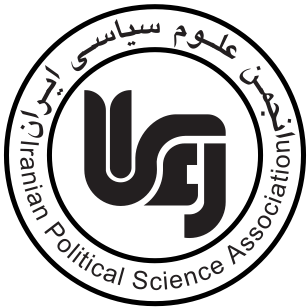 انجمن علوم سیاسی ایران
Iranian Political Science Association